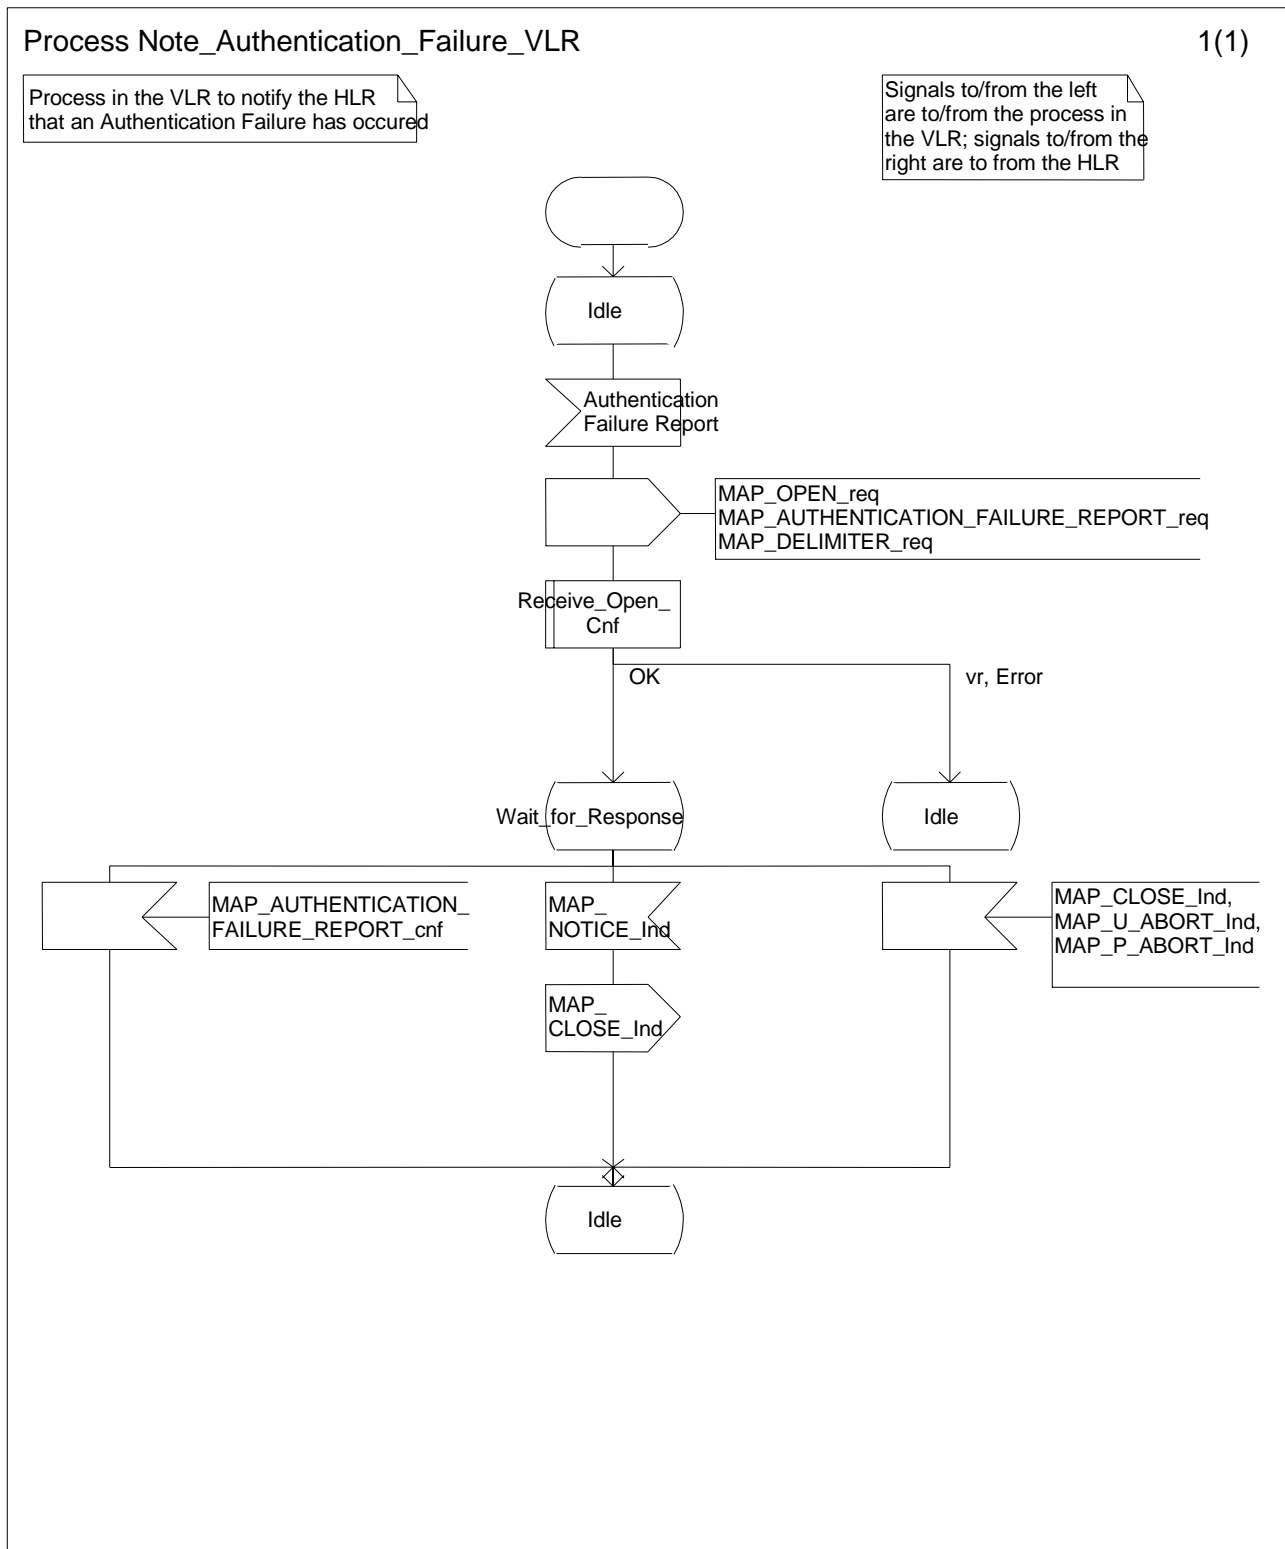 Process Note_Authentication_Failure_VLR
1(1)
Process in the VLR to notify the HLR
that an Authentication Failure has occured
Signals to/from the left
are to/from the process in
the VLR; signals to/from the
right are to from the HLR
Idle
Authentication
Failure Report
MAP_OPEN_req
MAP_AUTHENTICATION_FAILURE_REPORT_req
MAP_DELIMITER_req
Receive_Open_
Cnf
OK
vr, Error
Wait_for_Response
Idle
MAP_AUTHENTICATION_
FAILURE_REPORT_cnf
MAP_
NOTICE_Ind
MAP_CLOSE_Ind,
MAP_U_ABORT_Ind,
MAP_P_ABORT_Ind
MAP_
CLOSE_Ind
Idle